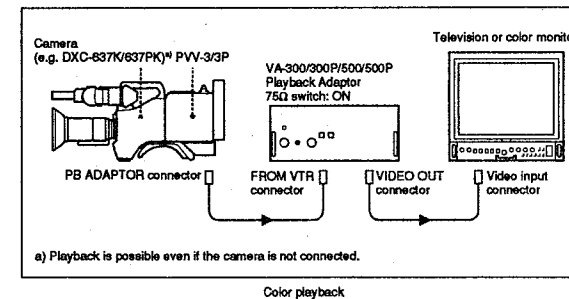 Camera
(e.g. DXC-637K/637PK)ᵃ⁾ PVV-3/3P
VA-300/300P/500/500P
Playback Adaptor
75Ω switch: ON
Television or color monito
PB ADAPTOR connector
FROM VTR
connector
VIDEO OUT
connector
Video input
connector
a) Playback is possible even if the camera is not connected.
Color playback